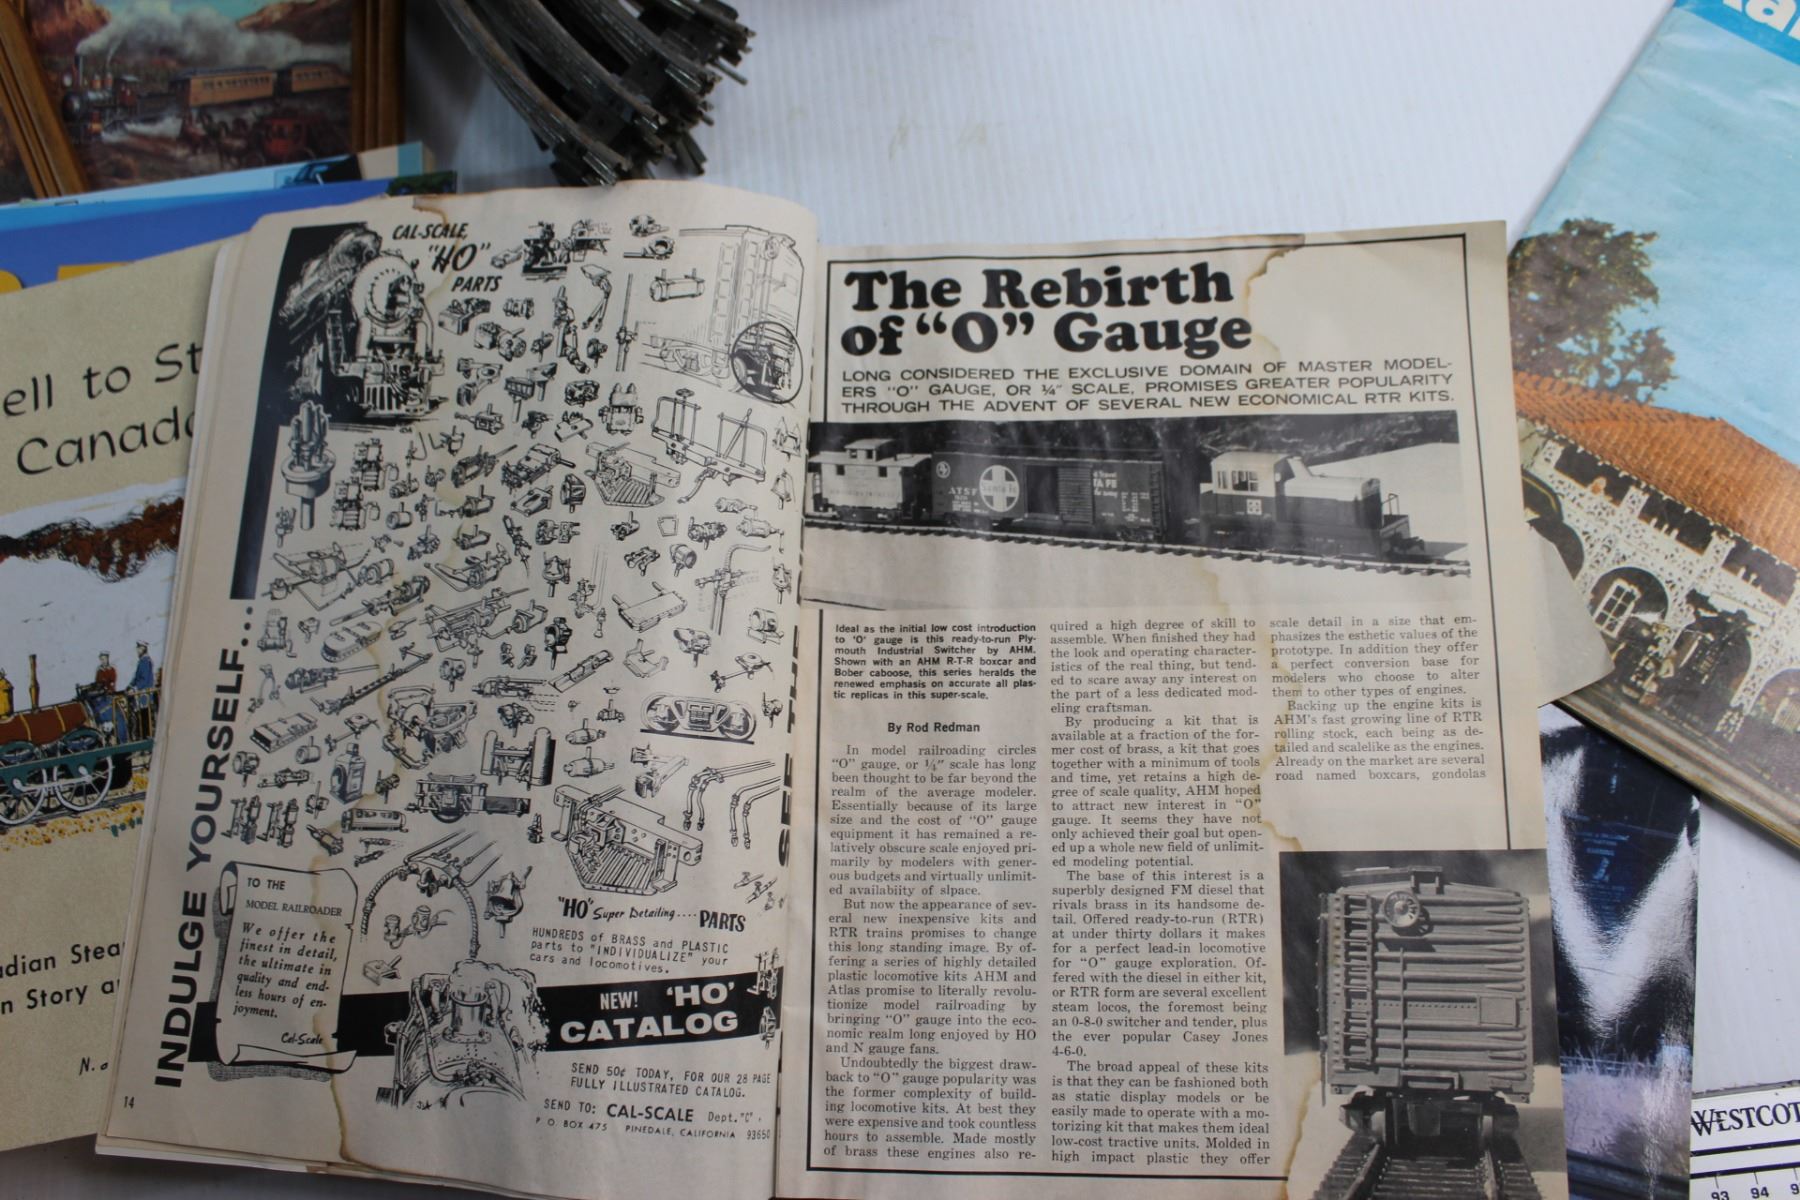 ell to St
Canada
dian Stea
n Story a
CAL-SCALE,
"HO"
PARTS
INDULGE YOURSELF....
TO THE
MODEL RAILROADER
We offer the
finest in detail,
the ultimate in
quality and end-
less hours of en-
joyment.
Cal-Scale
"HO" Super Detailing.... PARTS
HUNDREDS of BRASS and PLASTIC
parts to "INDIVIDUALIZE" your
cars and locomotives.
NEW! 'HO'
CATALOG
SEND 50¢ TODAY, FOR OUR 28 PAGE
FULLY ILLUSTRATED CATALOG.
SEND TO: CAL-SCALE Dept. "C",
P.O. BOX 475 PINEDALE, CALIFORNIA 93650
14
SEE THE
The Rebirth
of "O" Gauge
LONG CONSIDERED THE EXCLUSIVE DOMAIN OF MASTER MODEL-
ERS "O" GAUGE, OR ¼" SCALE, PROMISES GREATER POPULARITY
THROUGH THE ADVENT OF SEVERAL NEW ECONOMICAL RTR KITS.
ATSF
Santa Fe
Ideal as the initial low cost introduction
to 'O' gauge is this ready-to-run Ply-
mouth Industrial Switcher by AHM.
Shown with an AHM R-T-R boxcar and
Bober caboose, this series heralds the
renewed emphasis on accurate all plas-
tic replicas in this super-scale.
By Rod Redman
In model railroading circles
"O" gauge, or ¼" scale has long
been thought to be far beyond the
realm of the average modeler.
Essentially because of its large
size and the cost of "O" gauge
equipment it has remained a re-
latively obscure scale enjoyed pri-
marily by modelers with gener-
ous budgets and virtually unlimit-
ed availabiity of slpace.
But now the appearance of sev-
eral new inexpensive kits and
RTR trains promises to change
this long standing image. By of-
fering a series of highly detailed
plastic locomotive kits AHM and
Atlas promise to literally revolu-
tionize model railroading by
bringing "O" gauge into the eco-
nomic realm long enjoyed by HO
and N gauge fans.
Undoubtedly the biggest draw-
back to "O" gauge popularity was
the former complexity of build-
ing locomotive kits. At best they
were expensive and took countless
hours to assemble. Made mostly
of brass these engines also re-
quired a high degree of skill to
assemble. When finished they had
the look and operating character-
istics of the real thing, but tend-
ed to scare away any interest on
the part of a less dedicated mod-
eling craftsman.
By producing a kit that is
available at a fraction of the for-
mer cost of brass, a kit that goes
together with a minimum of tools
and time, yet retains a high de-
gree of scale quality, AHM hoped
to attract new interest in "O"
gauge. It seems they have not
only achieved their goal but open-
ed up a whole new field of unlimit-
ed modeling potential.
The base of this interest is a
superbly designed FM diesel that
rivals brass in its handsome de-
tail. Offered ready-to-run (RTR)
at under thirty dollars it makes
for a perfect lead-in locomotive
for "O" gauge exploration. Of-
fered with the diesel in either kit,
or RTR form are several excellent
steam locos, the foremost being
an 0-8-0 switcher and tender, plus
the ever popular Casey Jones
4-6-0.
The broad appeal of these kits
is that they can be fashioned both
as static display models or be
easily made to operate with a mo-
torizing kit that makes them ideal
low-cost tractive units. Molded in
high impact plastic they offer
scale detail in a size that em-
phasizes the esthetic values of the
prototype. In addition they offer
a perfect conversion base for
modelers who choose to alter
them to other types of engines.
Backing up the engine kits is
AHM's fast growing line of RTR
rolling stock, each being as de-
tailed and scalelike as the engines.
Already on the market are several
road named boxcars, gondolas
WESTCOT
93 94